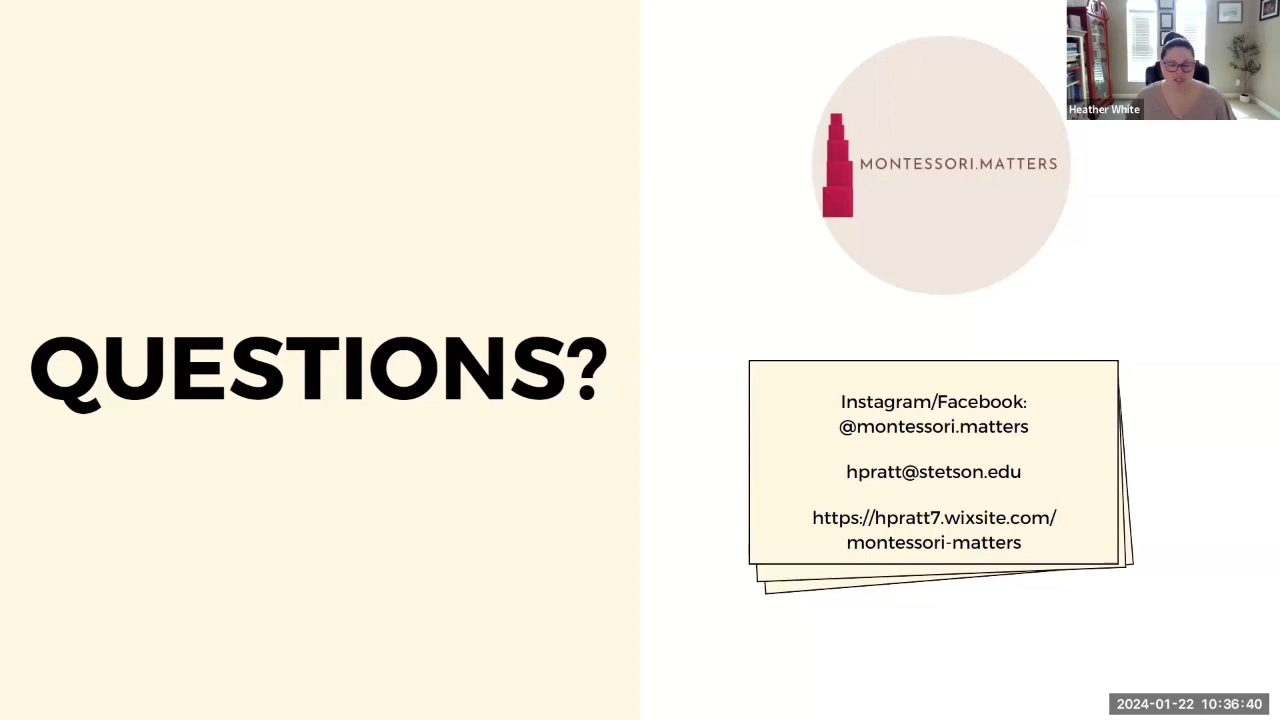 QUESTIONS?
MONTESSORI.MATTERS
Heather White
Instagram/Facebook:
@montessori.matters
hpratt@stetson.edu
https://hpratt7.wixsite.com/
montessori-matters
2024-01-22 10:36:40